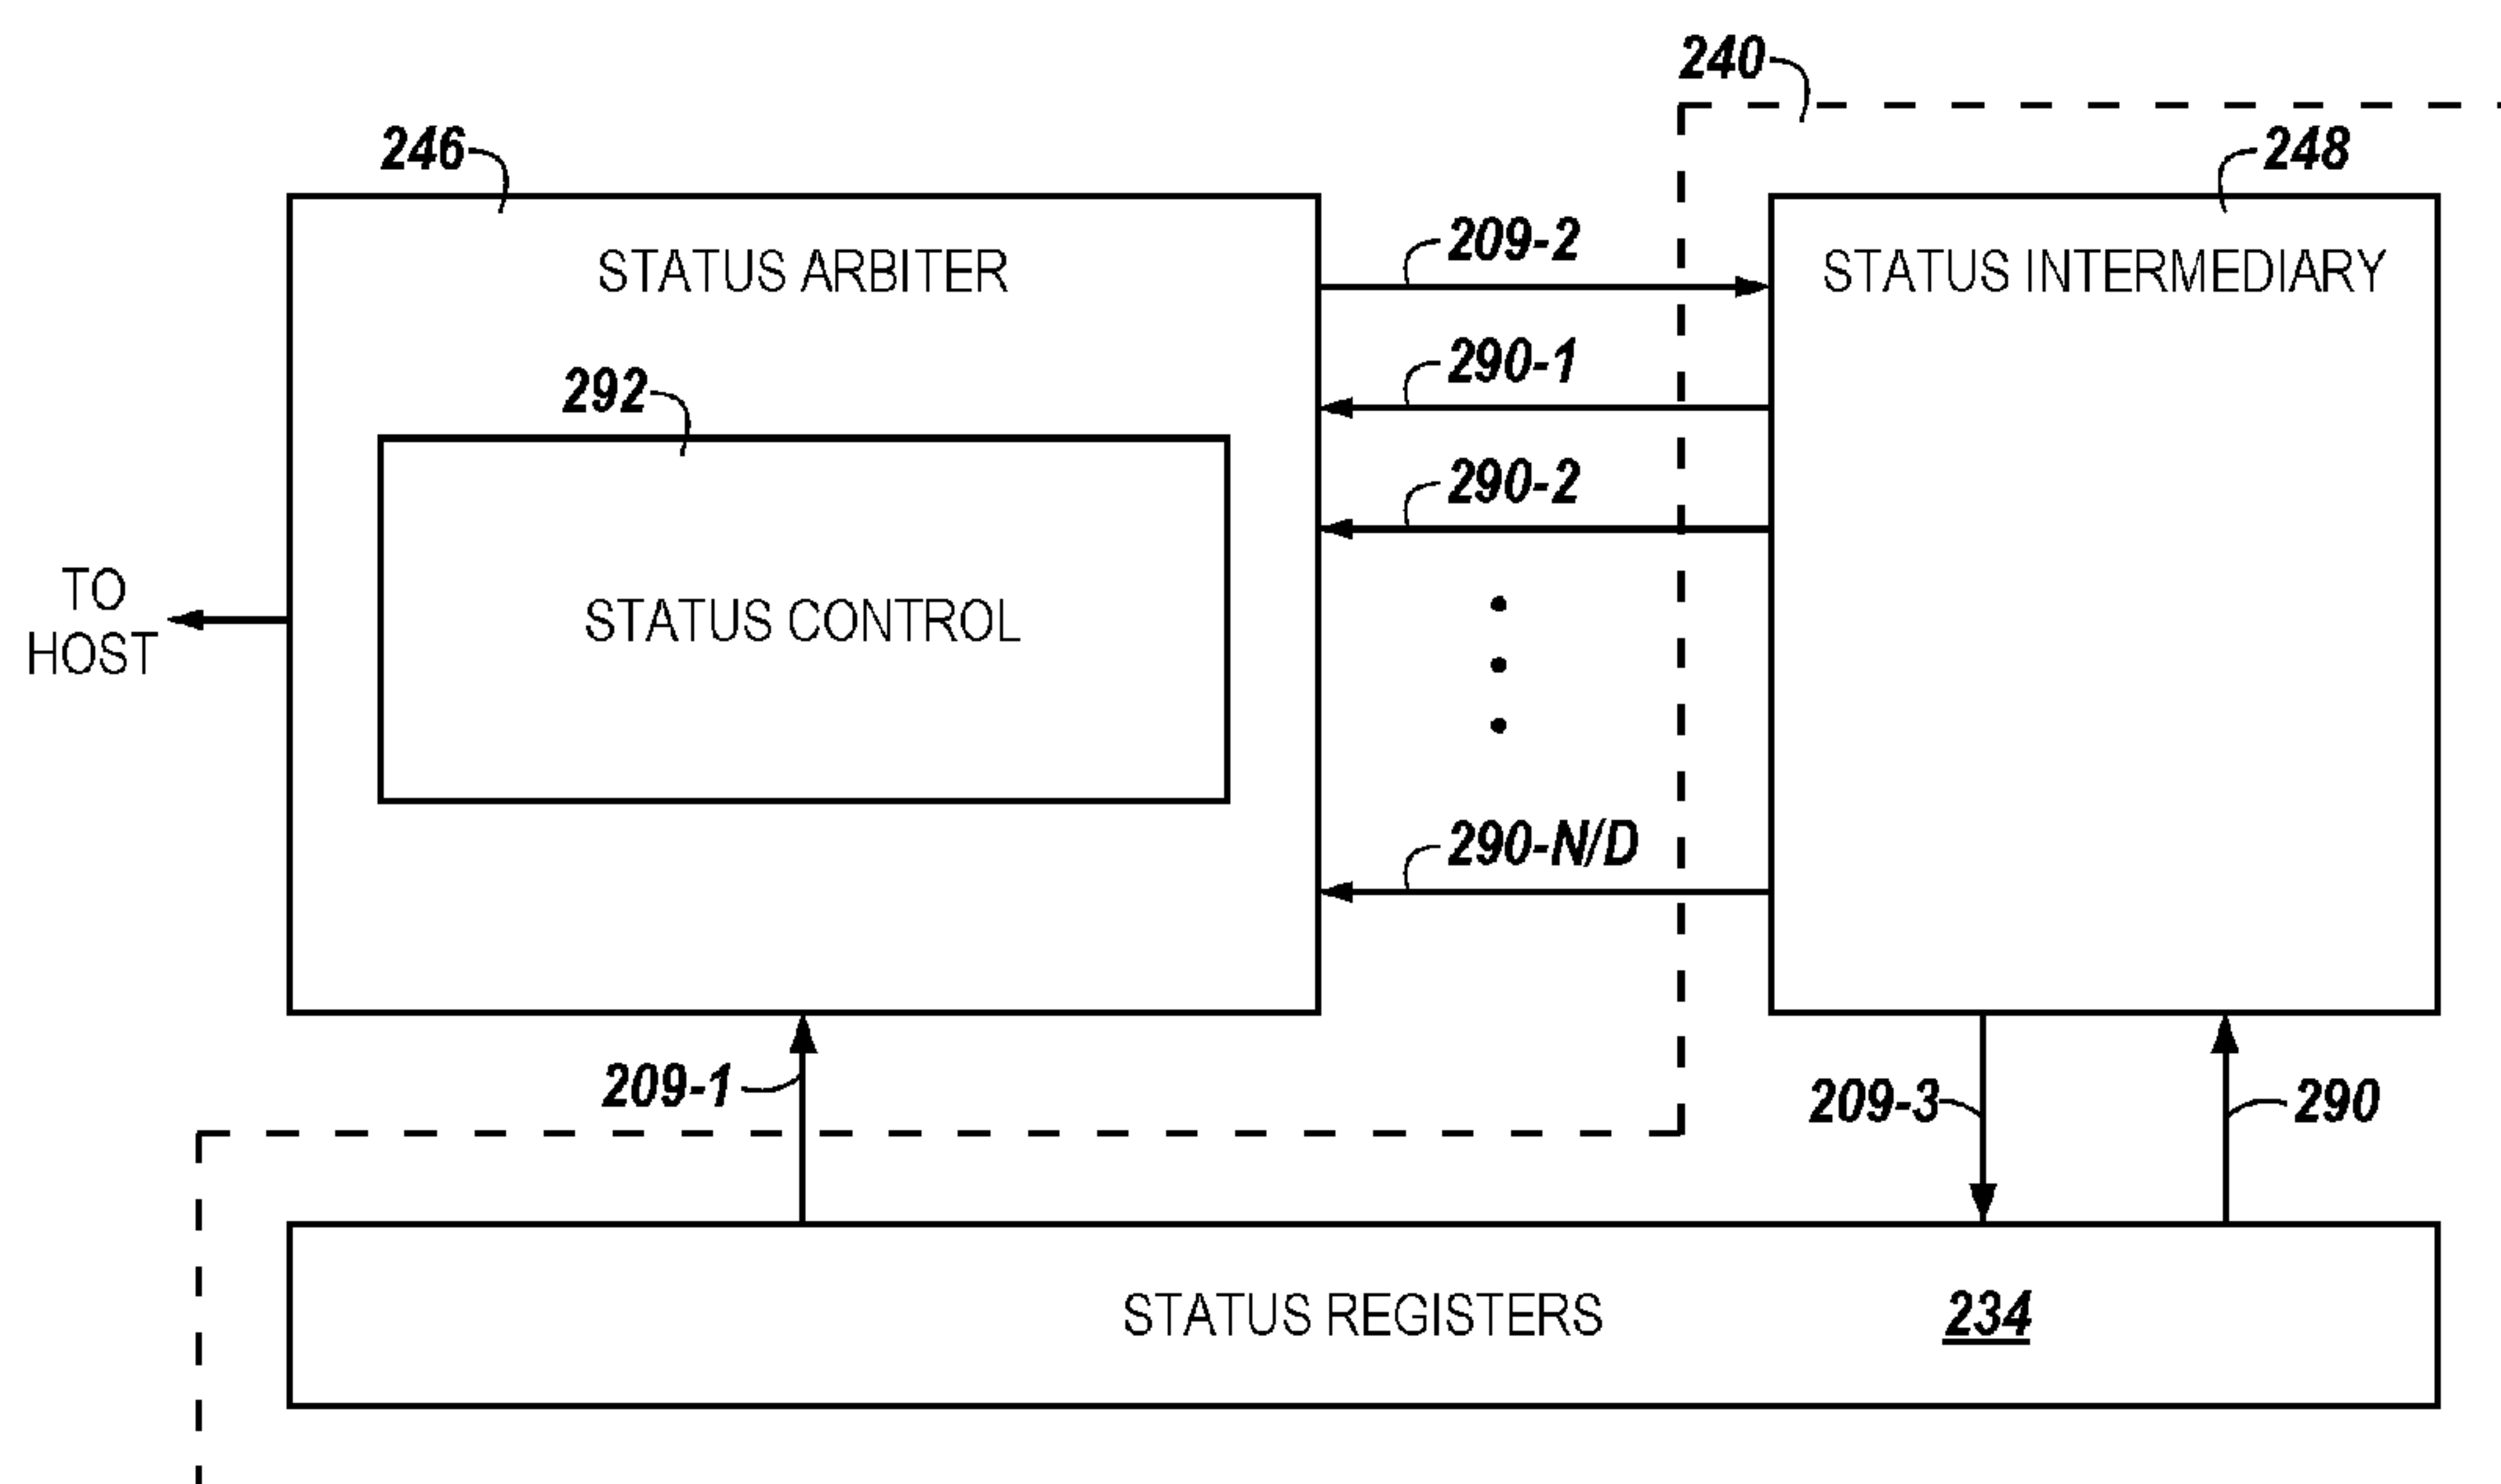 240
246
248
STATUS ARBITER
209-2
STATUS INTERMEDIARY
290-1
292
290-2
TO
HOST
STATUS CONTROL
290-N/D
209-1
209-3
290
STATUS REGISTERS
234